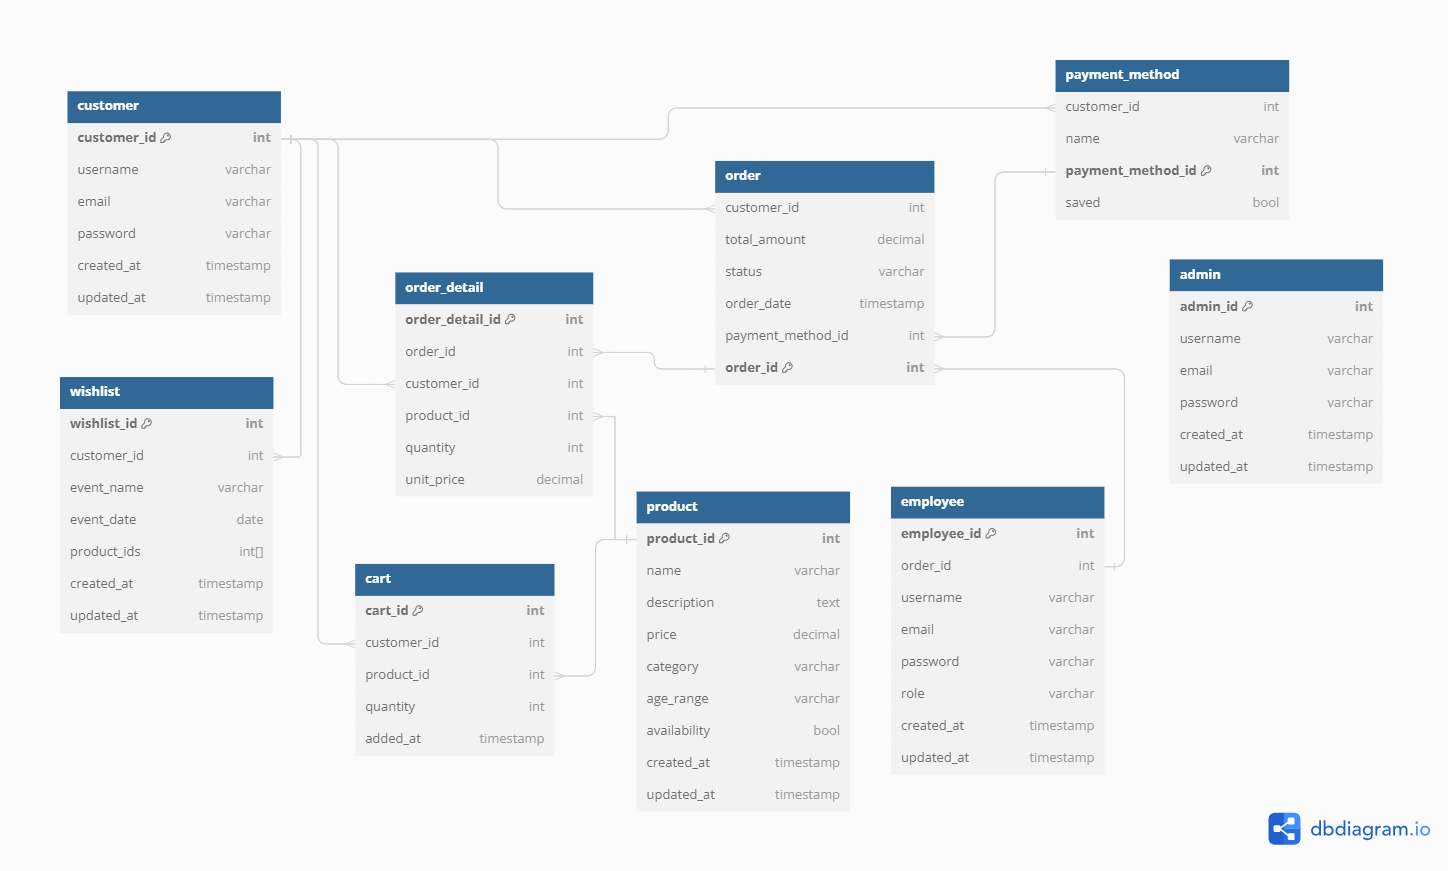 customer
customer_id int
username varchar
email varchar
password varchar
created_at timestamp
updated_at timestamp
wishlist
wishlist_id int
customer_id int
event_name varchar
event_date date
product_ids int[]
created_at timestamp
updated_at timestamp
order_detail
order_detail_id int
order_id int
customer_id int
product_id int
quantity int
unit_price decimal
cart
cart_id int
customer_id int
product_id int
quantity int
added_at timestamp
order
customer_id int
total_amount decimal
status varchar
order_date timestamp
payment_method_id int
order_id int
product
product_id int
name varchar
description text
price decimal
category varchar
age_range varchar
availability bool
created_at timestamp
updated_at timestamp
payment_method
customer_id int
name varchar
payment_method_id int
saved bool
employee
employee_id int
order_id int
username varchar
email varchar
password varchar
role varchar
created_at timestamp
updated_at timestamp
admin
admin_id int
username varchar
email varchar
password varchar
created_at timestamp
updated_at timestamp
dbdiagram.io